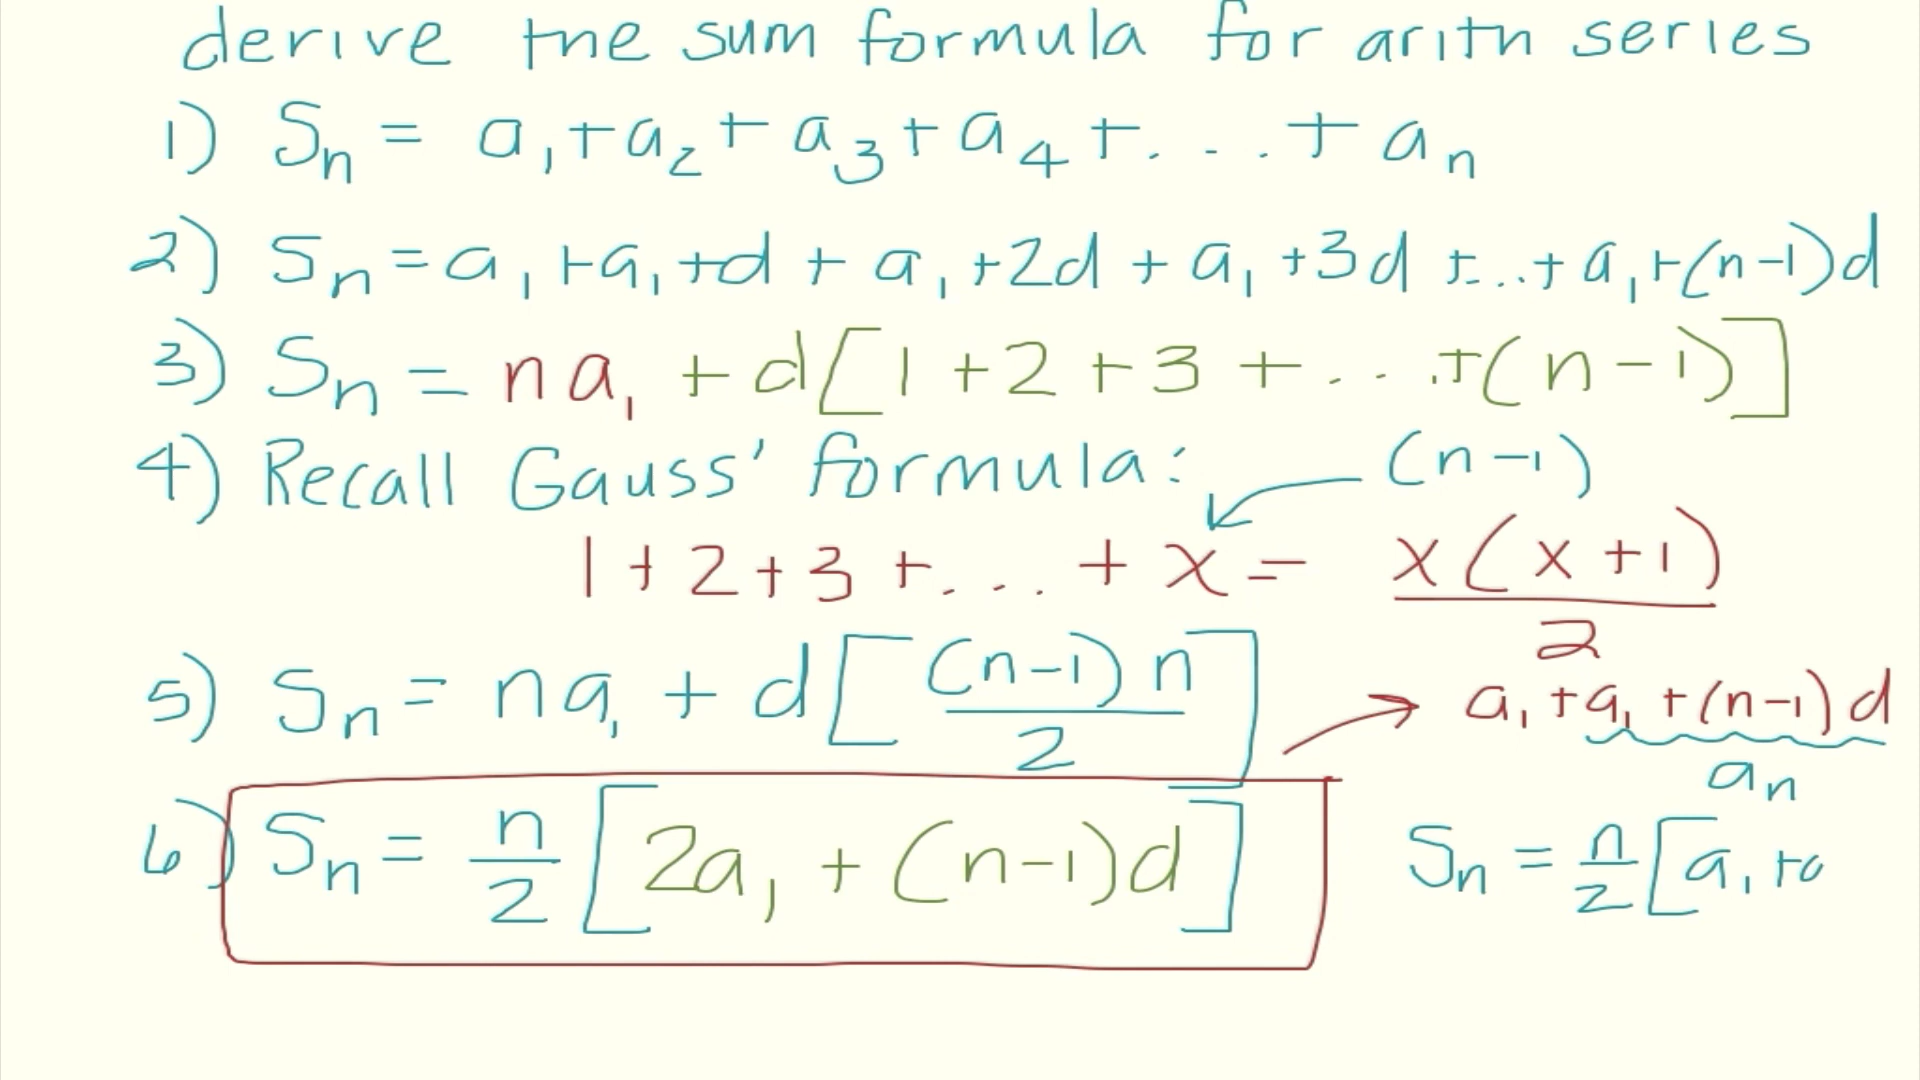 derive the sum formula for arith series
1) Sₙ = a₁ + a₂ + a₃ + a₄ + . . . + aₙ
2) Sₙ = a₁ + a₁ + d + a₁ + 2d + a₁ + 3d + ... + a₁ + (n-1)d
3) Sₙ = na₁ + d[1 + 2 + 3 + . . . + (n-1)]
4) Recall Gauss' formula: (n-1)
1 + 2 + 3 + . . . + x = x(x+1)/2
5) Sₙ = na₁ + d[(n-1)n/2]
a₁ + a₁ + (n-1)d
aₙ
6) Sₙ = n/2 [2a₁ + (n-1)d]
Sₙ = n/2 [a₁ +